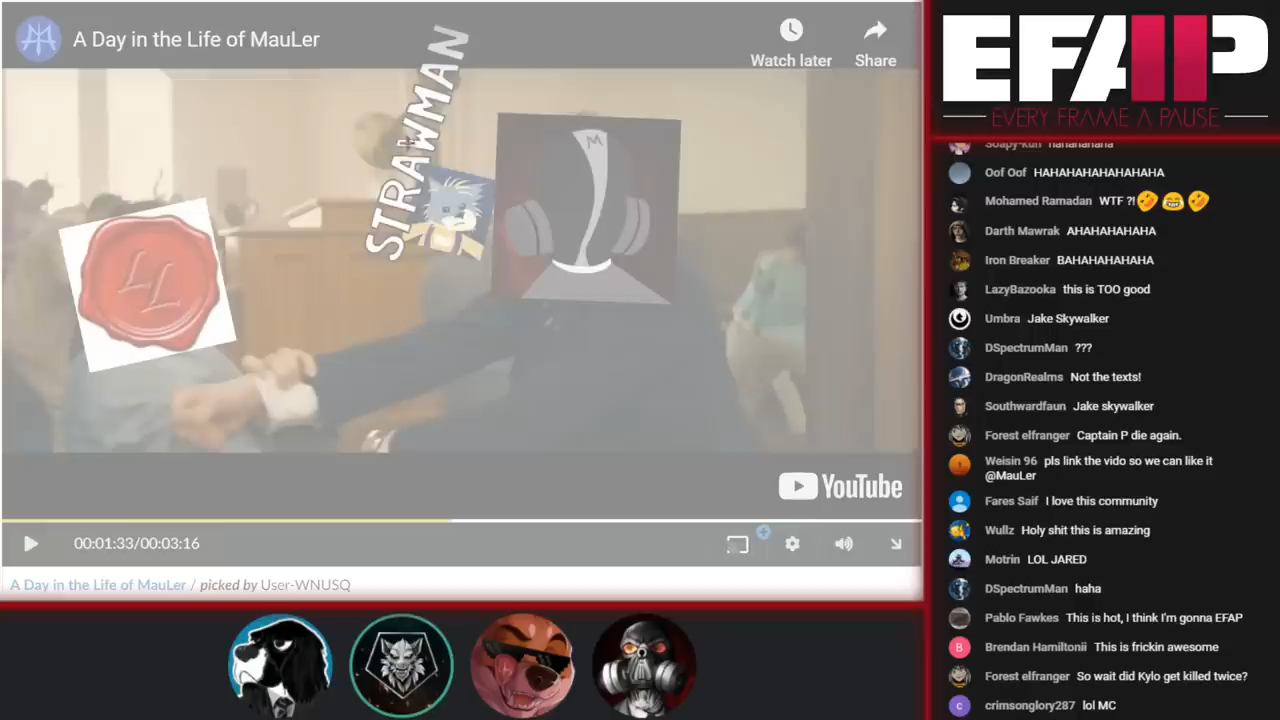 A Day in the Life of MauLer
Watch later
Share
STRAWMAN
M
LL
YouTube
00:01:33/00:03:16
A Day in the Life of MauLer / picked by User-WNUSQ
EFAP
EVERY FRAME A PAUSE
Soapy-kun hahahahaha
Oof Oof HAHAHAHAHAHAHAHA
Mohamed Ramadan WTF ?!🤣😂🤣
Darth Mawrak AHAHAHAHAHA
Iron Breaker BAHAHAHAHAHA
LazyBazooka this is TOO good
Umbra Jake Skywalker
DSpectrumMan ???
DragonRealms Not the texts!
Southwardfaun Jake skywalker
Forest elfranger Captain P die again.
Weisin 96 pls link the vido so we can like it
@MauLer
Fares Saif I love this community
Wullz Holy shit this is amazing
Motrin LOL JARED
DSpectrumMan haha
Pablo Fawkes This is hot, I think I'm gonna EFAP
B
Brendan Hamiltonii This is frickin awesome
Forest elfranger So wait did Kylo get killed twice?
c
crimsonglory287 lol MC